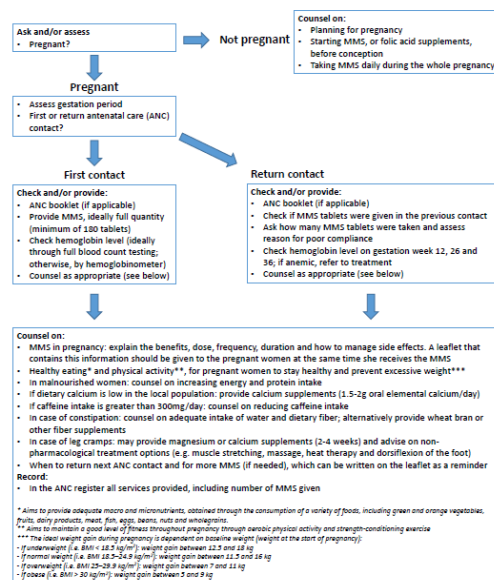 Ask and/or assess
• Pregnant?
Not pregnant
Counsel on:
• Planning for pregnancy
• Starting MMS, or folic acid supplements,
before conception
• Taking MMS daily during the whole pregnancy
Pregnant
• Assess gestation period
• First or return antenatal care (ANC)
contact?
First contact
Check and/or provide:
• ANC booklet (if applicable)
• Provide MMS, ideally full quantity
(minimum of 180 tablets)
• Check hemoglobin level (ideally
through full blood count testing;
otherwise, by hemoglobinometer)
• Counsel as appropriate (see below)
Return contact
Check and/or provide:
• ANC booklet (if applicable)
• Check if MMS tablets were given in the previous contact
• Ask how many MMS tablets were taken and assess
reason for poor compliance
• Check hemoglobin level on gestation week 12, 26 and
36; if anemic, refer to treatment
• Counsel as appropriate (see below)
Counsel on:
• MMS in pregnancy: explain the benefits, dose, frequency, duration and how to manage side effects. A leaflet that
contains this information should be given to the pregnant women at the same time she receives the MMS
• Healthy eating* and physical activity**, for pregnant women to stay healthy and prevent excessive weight***
• In malnourished women: counsel on increasing energy and protein intake
• If dietary calcium is low in the local population: provide calcium supplements (1.5-2g oral elemental calcium/day)
• If caffeine intake is greater than 300mg/day: counsel on reducing caffeine intake
• In case of constipation: counsel on adequate intake of water and dietary fiber; alternatively provide wheat bran or
other fiber supplements
• In case of leg cramps: may provide magnesium or calcium supplements (2-4 weeks) and advise on non-
pharmacological treatment options (e.g. muscle stretching, massage, heat therapy and dorsiflexion of the foot)
• When to return next ANC contact and for more MMS (if needed), which can be written on the leaflet as a reminder
Record:
• In the ANC register all services provided, including number of MMS given
* Aims to provide adequate macro and micronutrients, obtained through the consumption of a variety of foods, including green and orange vegetables,
fruits, dairy products, meat, fish, eggs, beans, nuts and wholegrains.
** Aims to maintain a good level of fitness throughout pregnancy through aerobic physical activity and strength-conditioning exercise
*** The ideal weight gain during pregnancy is dependent on baseline weight (weight at the start of pregnancy):
- If underweight (i.e. BMI < 18.5 kg/m²): weight gain between 12.5 and 18 kg
- If normal weight (i.e. BMI 18.5–24.9 kg/m²): weight gain between 11.5 and 16 kg
- If overweight (i.e. BMI 25–29.9 kg/m²): weight gain between 7 and 11 kg
- If obese (i.e. BMI > 30 kg/m²): weight gain between 5 and 9 kg